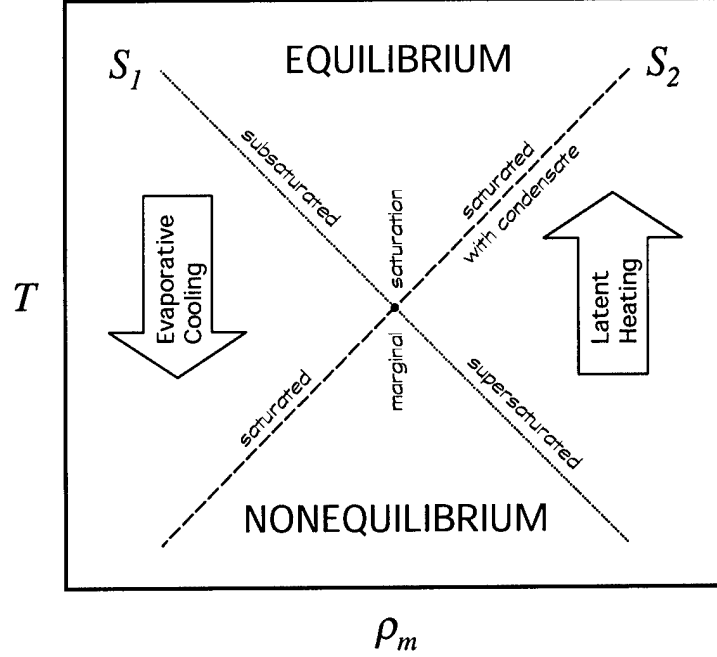 EQUILIBRIUM
S1
S2
subsaturated
saturated
with condensate
saturation
marginal
Evaporative
Cooling
Latent
Heating
T
saturated
supersaturated
NONEQUILIBRIUM
ρm